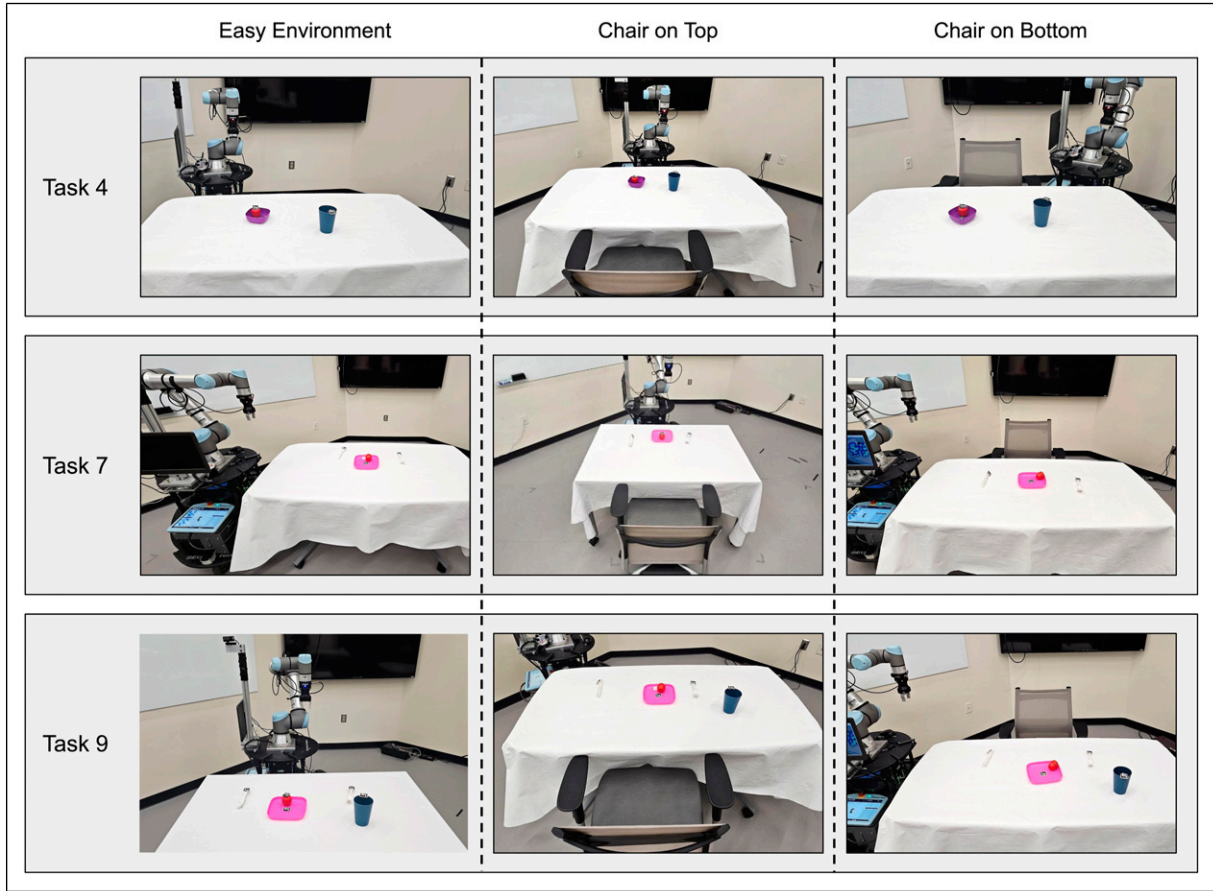 Easy Environment
Chair on Top
Chair on Bottom
Task 4
Task 7
Task 9